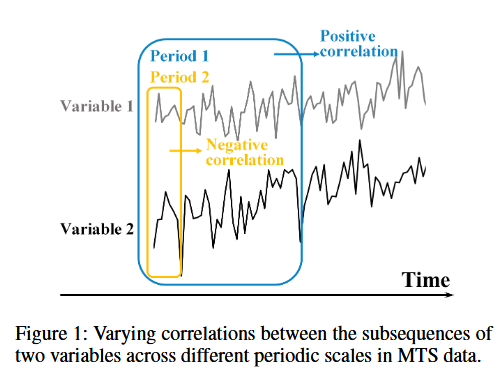 Positive
correlation
Period 1
Period 2
Variable 1
Negative
correlation
Variable 2
Time
Figure 1: Varying correlations between the subsequences of
two variables across different periodic scales in MTS data.